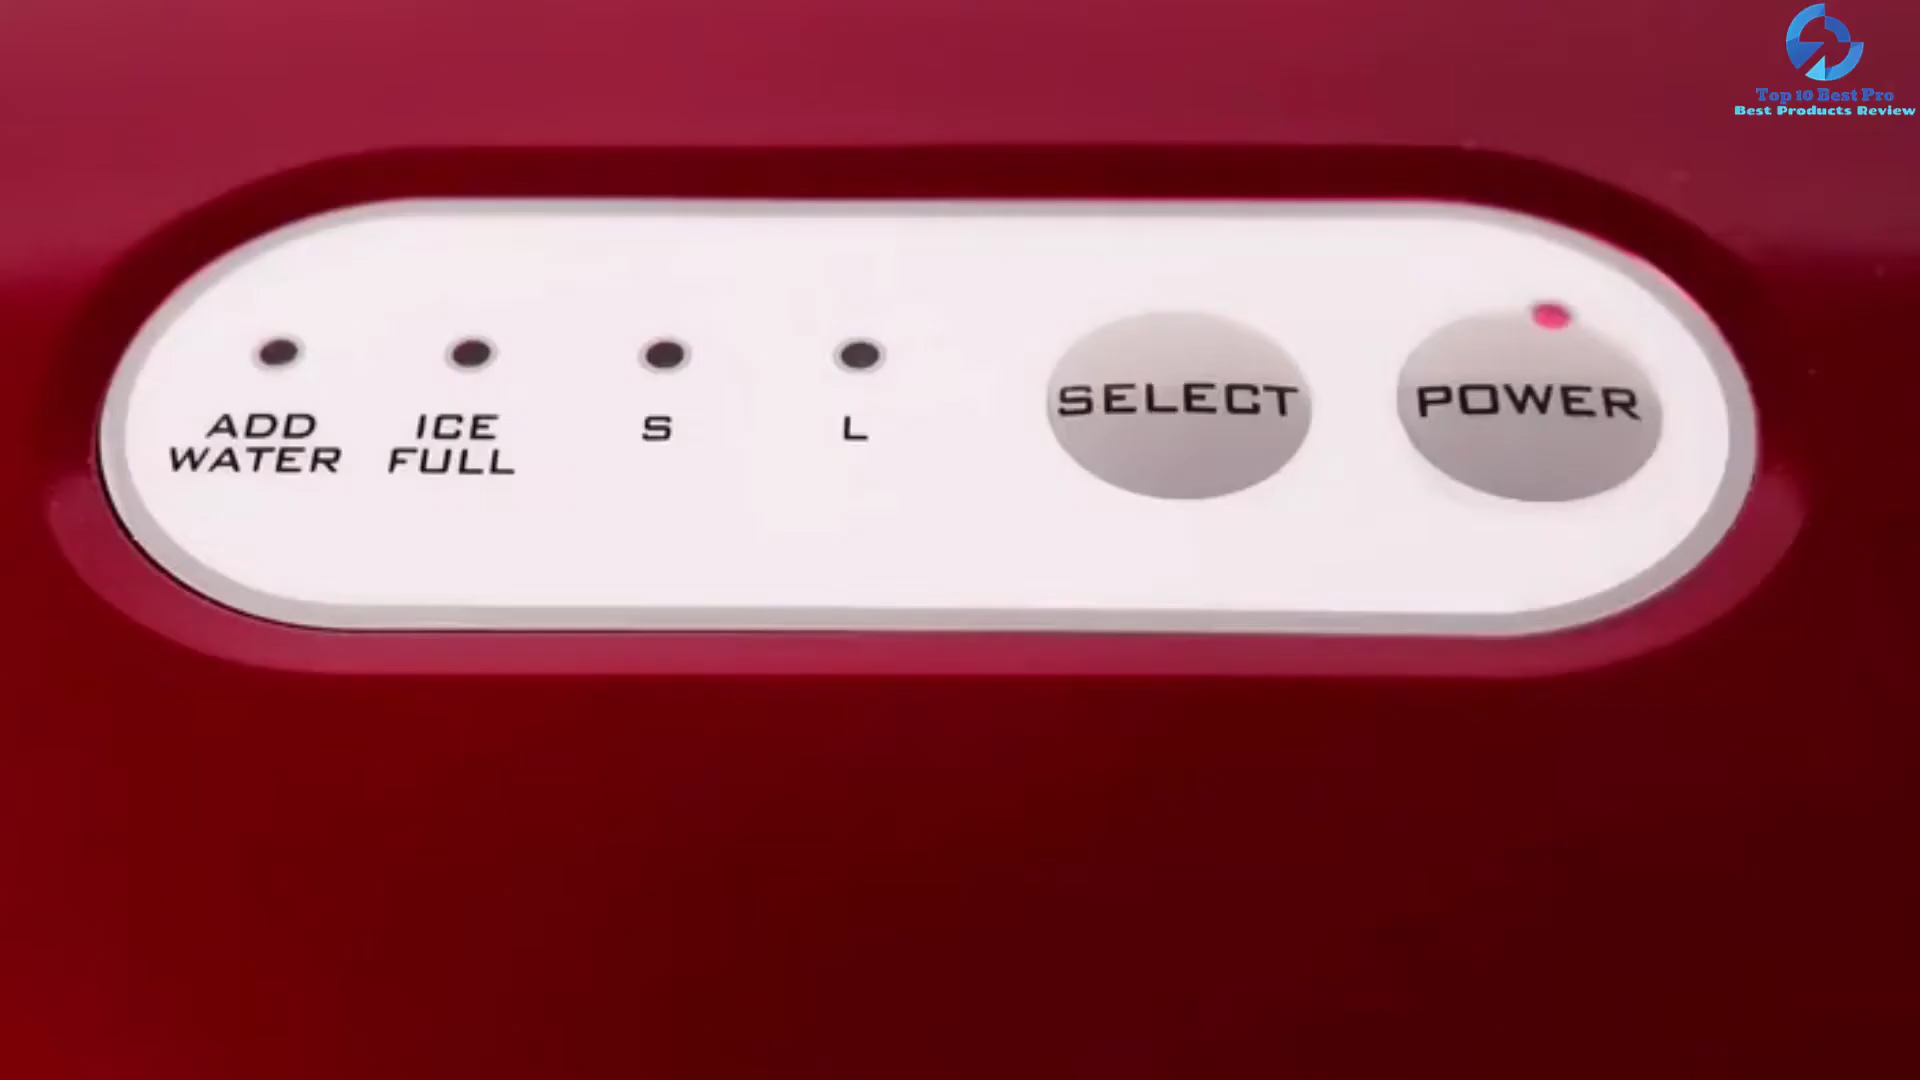 Top 10 Best Pro
Best Products Review
ADD WATER
ICE FULL
S
L
SELECT
POWER